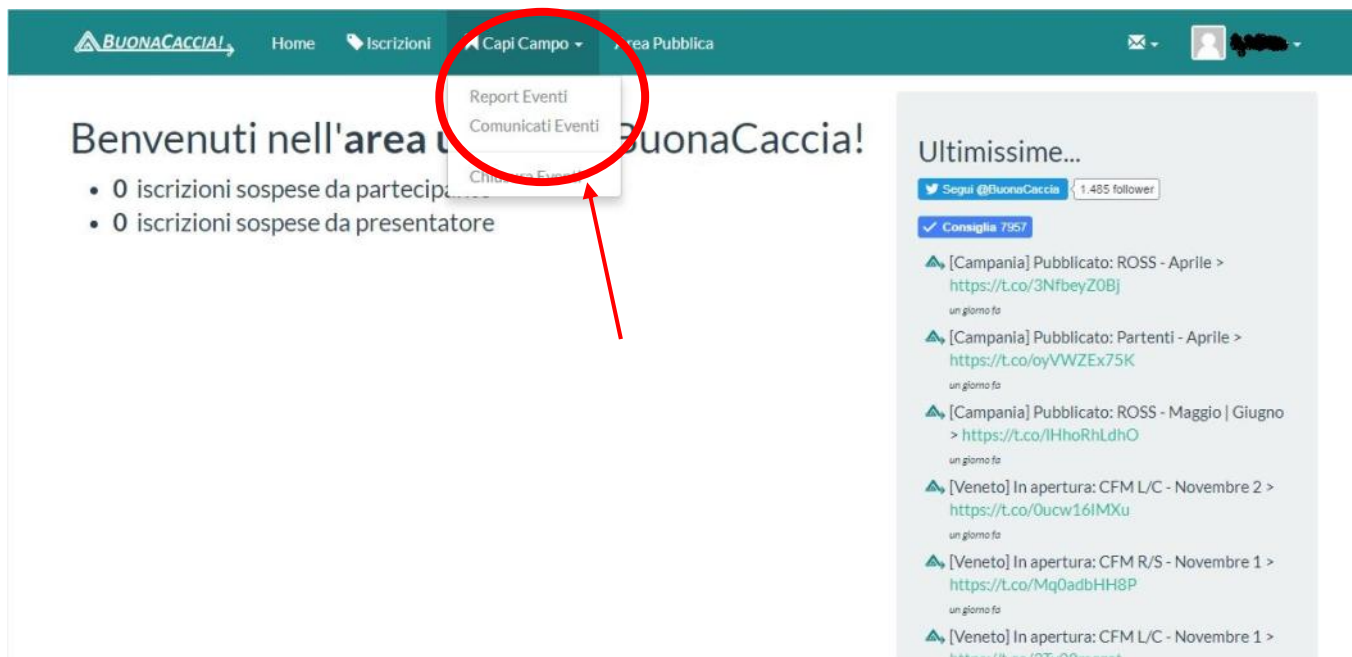 BUONACACCIA! Home Iscrizioni Capi Campo Area Pubblica
Report Eventi
Comunicati Eventi
Chiusura Eventi
Benvenuti nell'area u BuonaCaccia!
• 0 iscrizioni sospese da partecipante
• 0 iscrizioni sospese da presentatore
Ultimissime...
Segui @BuonaCaccia 1.485 follower
Consiglia 7957
[Campania] Pubblicato: ROSS - Aprile >
https://t.co/3NfbeyZ0Bj
un giorno fa
[Campania] Pubblicato: Partenti - Aprile >
https://t.co/oyVWZEx75K
un giorno fa
[Campania] Pubblicato: ROSS - Maggio | Giugno
> https://t.co/lHhoRhLdhO
un giorno fa
[Veneto] In apertura: CFM L/C - Novembre 2 >
https://t.co/0ucw16IMXu
un giorno fa
[Veneto] In apertura: CFM R/S - Novembre 1 >
https://t.co/Mq0adbHH8P
un giorno fa
[Veneto] In apertura: CFM L/C - Novembre 1 >